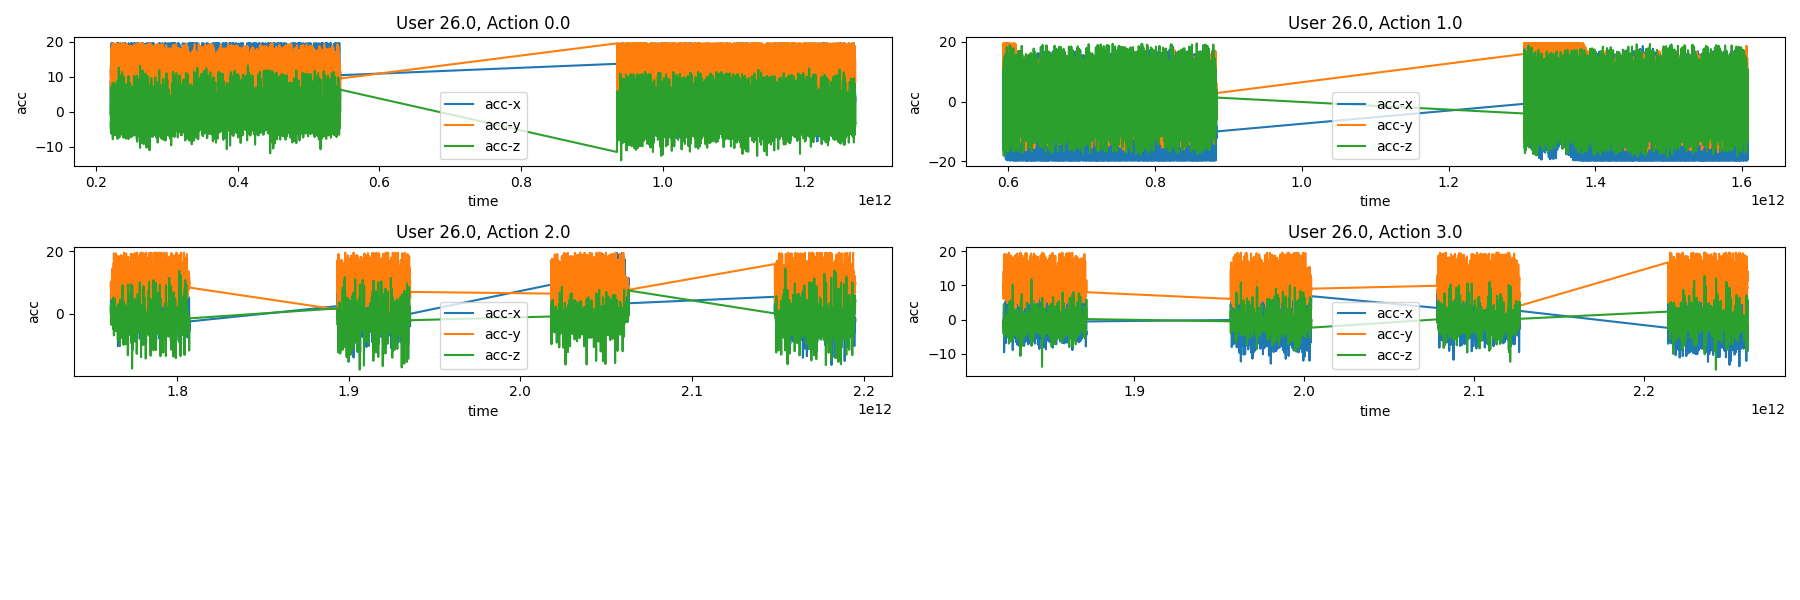 User 26.0, Action 0.0
20
10
0
−10
acc
acc-x
acc-y
acc-z
0.2
0.4
0.6
0.8
1.0
1.2
time
1e12
User 26.0, Action 1.0
20
0
−20
acc
acc-x
acc-y
acc-z
0.6
0.8
1.0
1.2
1.4
1.6
time
1e12
User 26.0, Action 2.0
20
0
acc
acc-x
acc-y
acc-z
1.8
1.9
2.0
2.1
2.2
time
1e12
User 26.0, Action 3.0
20
10
0
−10
acc
acc-x
acc-y
acc-z
1.9
2.0
2.1
2.2
time
1e12